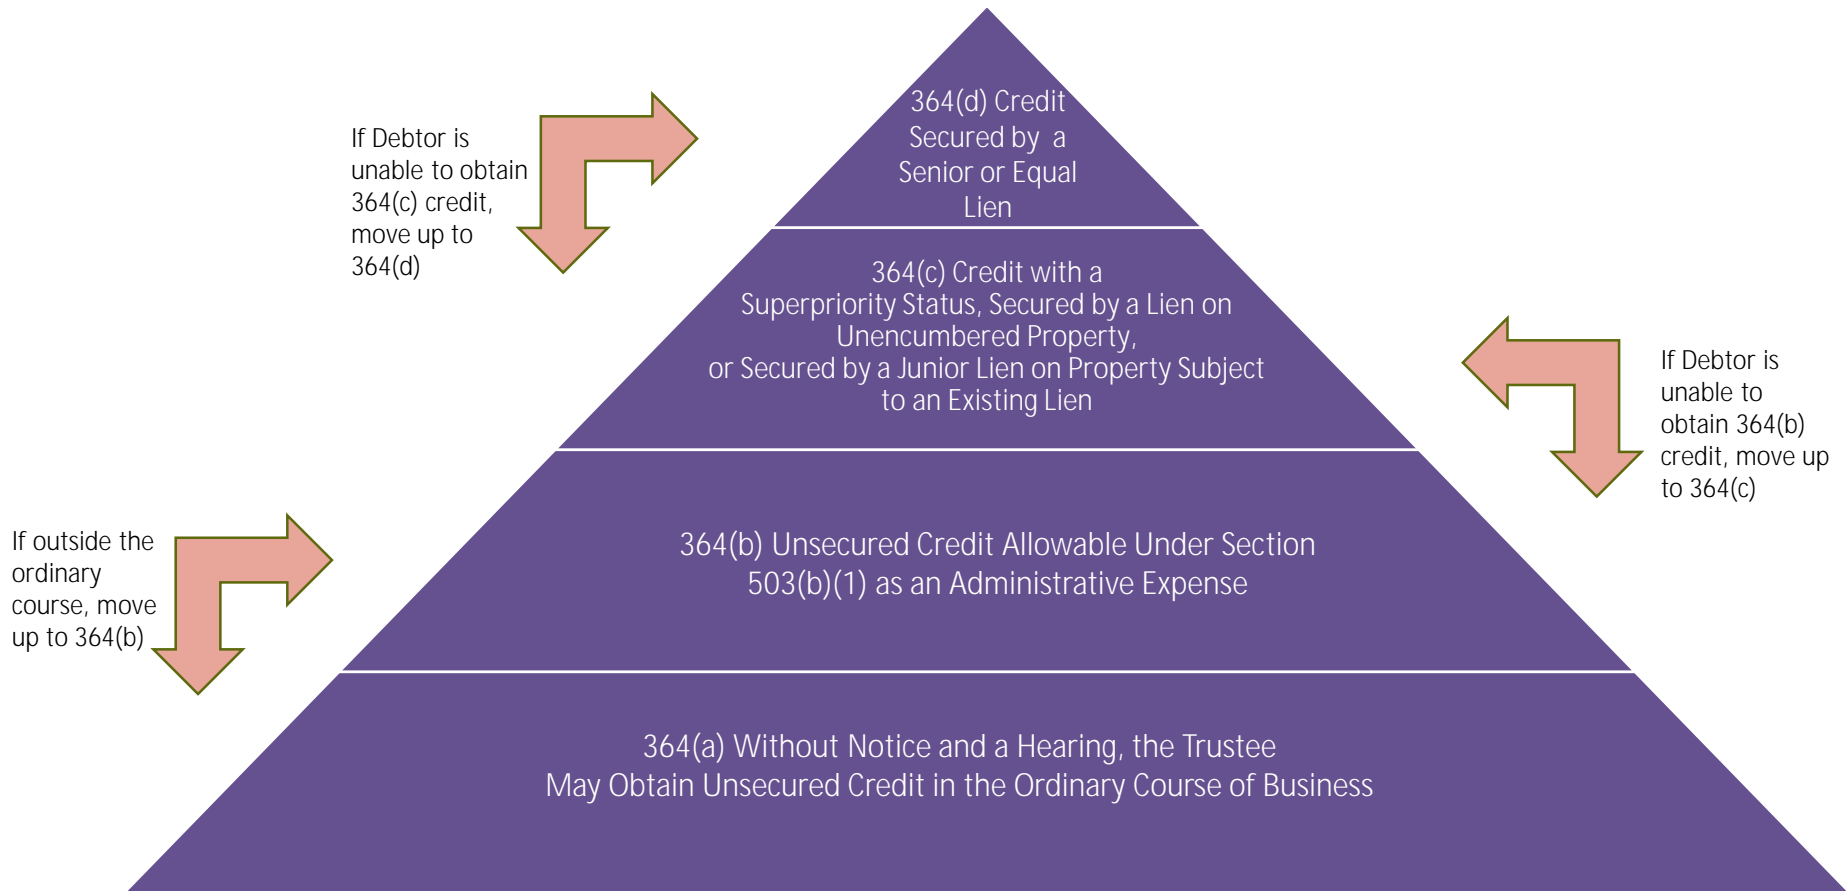 364(d) Credit
Secured by a
Senior or Equal
Lien
If Debtor is
unable to obtain
364(c) credit,
move up to
364(d)
364(c) Credit with a
Superpriority Status, Secured by a Lien on
Unencumbered Property,
or Secured by a Junior Lien on Property Subject
to an Existing Lien
If Debtor is
unable to
obtain 364(b)
credit, move up
to 364(c)
If outside the
ordinary
course, move
up to 364(b)
364(b) Unsecured Credit Allowable Under Section
503(b)(1) as an Administrative Expense
364(a) Without Notice and a Hearing, the Trustee
May Obtain Unsecured Credit in the Ordinary Course of Business